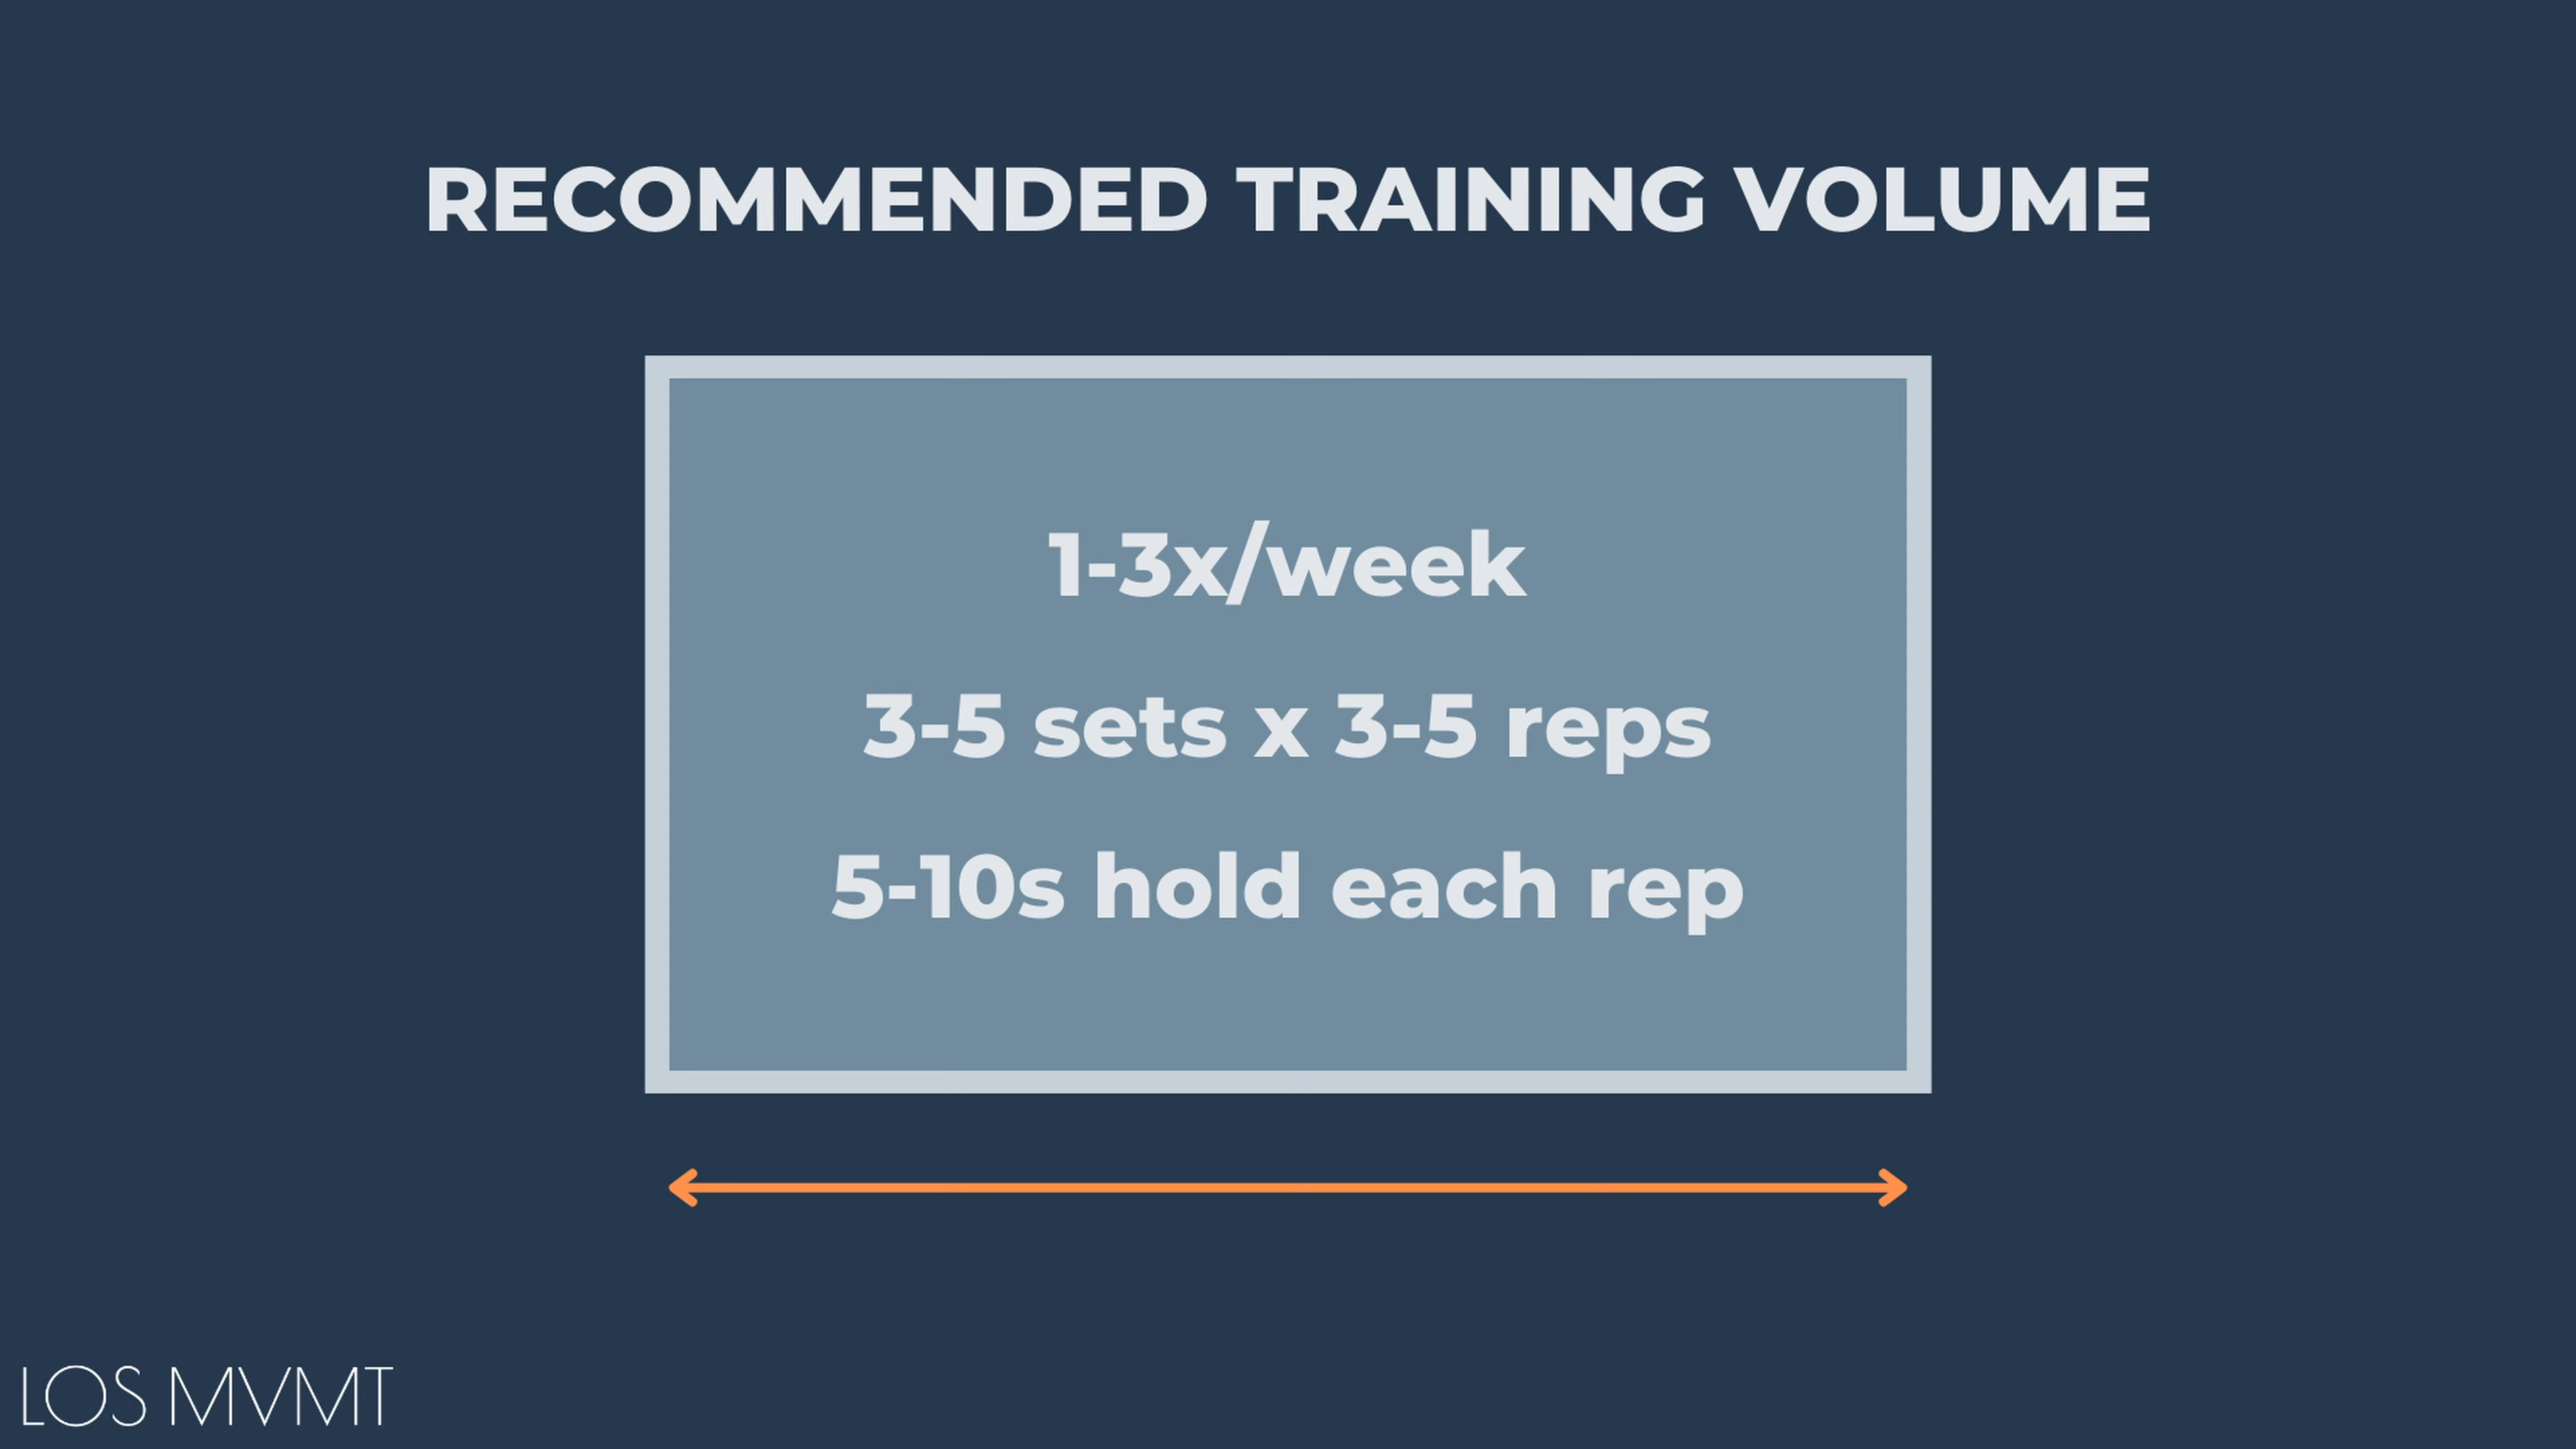 RECOMMENDED TRAINING VOLUME
1-3x/week
3-5 sets x 3-5 reps
5-10s hold each rep
LOS MVMT